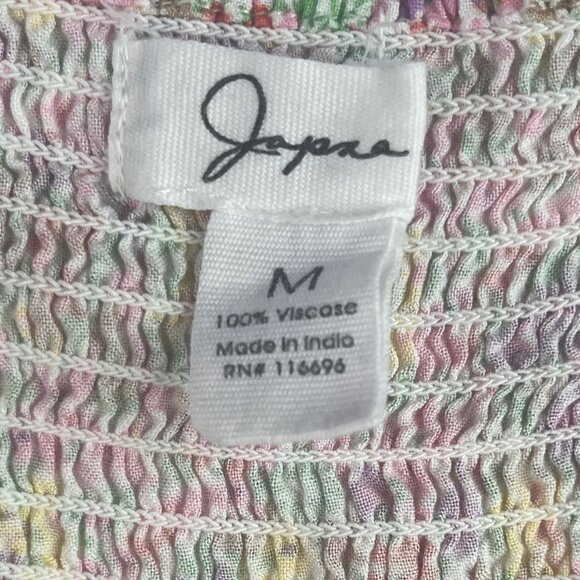 Japna
M
100% Viscose
Made in India
RN# 116696